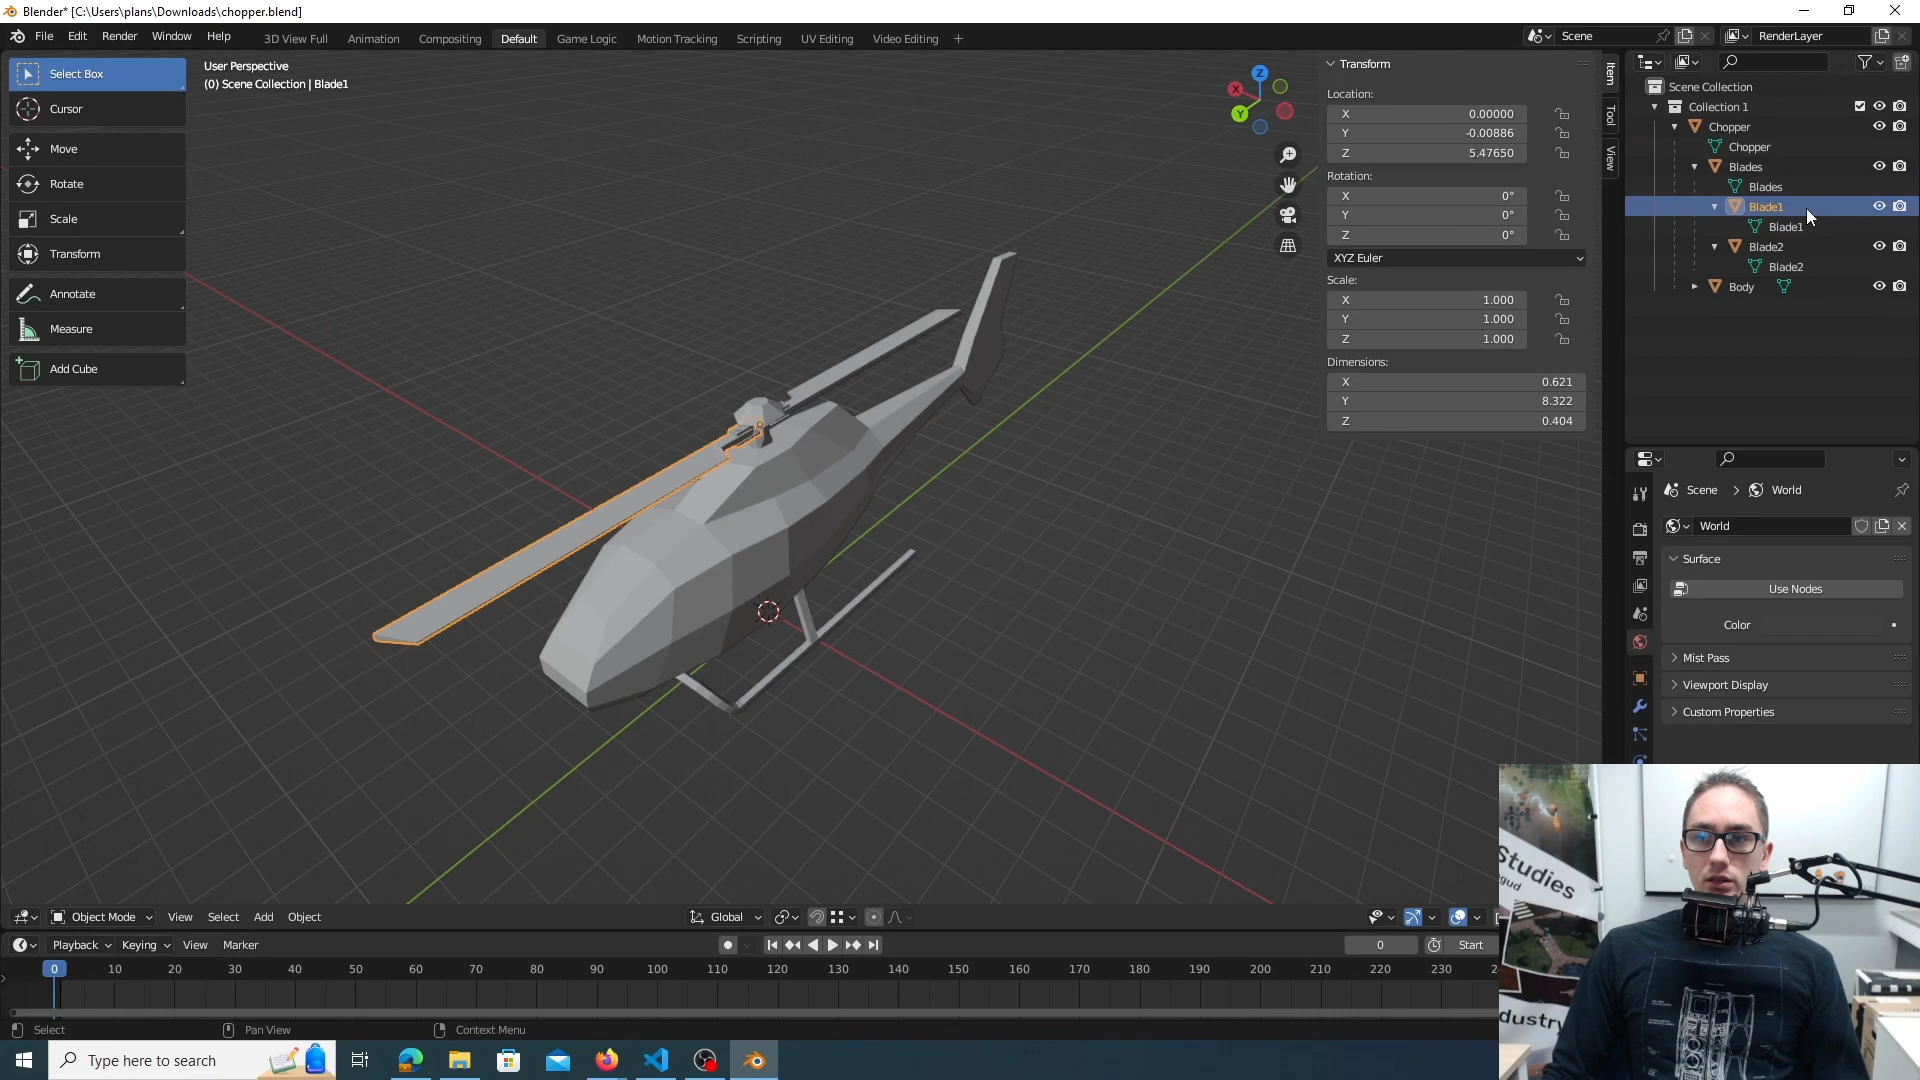 Blender* [C:\Users\plans\Downloads\chopper.blend]
File Edit Render Window Help
3D View Full Animation Compositing Default Game Logic Motion Tracking Scripting UV Editing Video Editing +
Scene
RenderLayer
Select Box
Cursor
Move
Rotate
Scale
Transform
Annotate
Measure
Add Cube
User Perspective
(0) Scene Collection | Blade1
Z
X
Y
Transform
Location:
X 0.00000
Y -0.00886
Z 5.47650
Rotation:
X 0°
Y 0°
Z 0°
XYZ Euler
Scale:
X 1.000
Y 1.000
Z 1.000
Dimensions:
X 0.621
Y 8.322
Z 0.404
Item
Tool
View
Scene Collection
Collection 1
Chopper
Chopper
Blades
Blades
Blade1
Blade1
Blade2
Blade2
Body
Scene > World
World
Surface
Use Nodes
Color
Mist Pass
Viewport Display
Custom Properties
Object Mode View Select Add Object
Global
Playback Keying View Marker
0 Start
0 10 20 30 40 50 60 70 80 90 100 110 120 130 140 150 160 170 180 190 200 210 220 230
Select Pan View Context Menu
Type here to search
Studies
gud
dustry